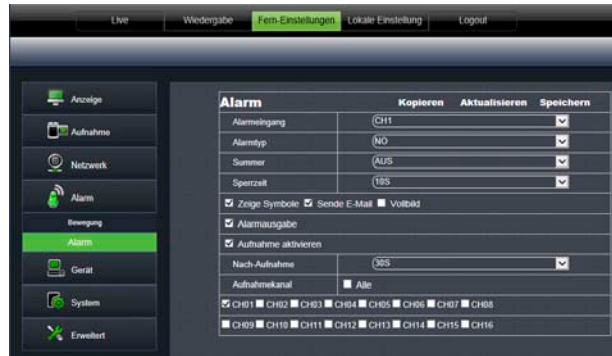 Live Wiedergabe Fern-Einstellungen Lokale Einstellung Logout
Anzeige
Aufnahme
Netzwerk
Alarm
Bewegung
Alarm
Gerät
System
Erweitert
Alarm Kopieren Aktualisieren Speichern
Alarmeingang CH1
Alarmtyp NO
Summer AUS
Sperrzeit 10S
Zeige Symbole Sende E-Mail Vollbild
Alarmausgabe
Aufnahme aktivieren
Nach-Aufnahme 30S
Aufnahmekanal Alle
CH01 CH02 CH03 CH04 CH05 CH06 CH07 CH08
CH09 CH10 CH11 CH12 CH13 CH14 CH15 CH16